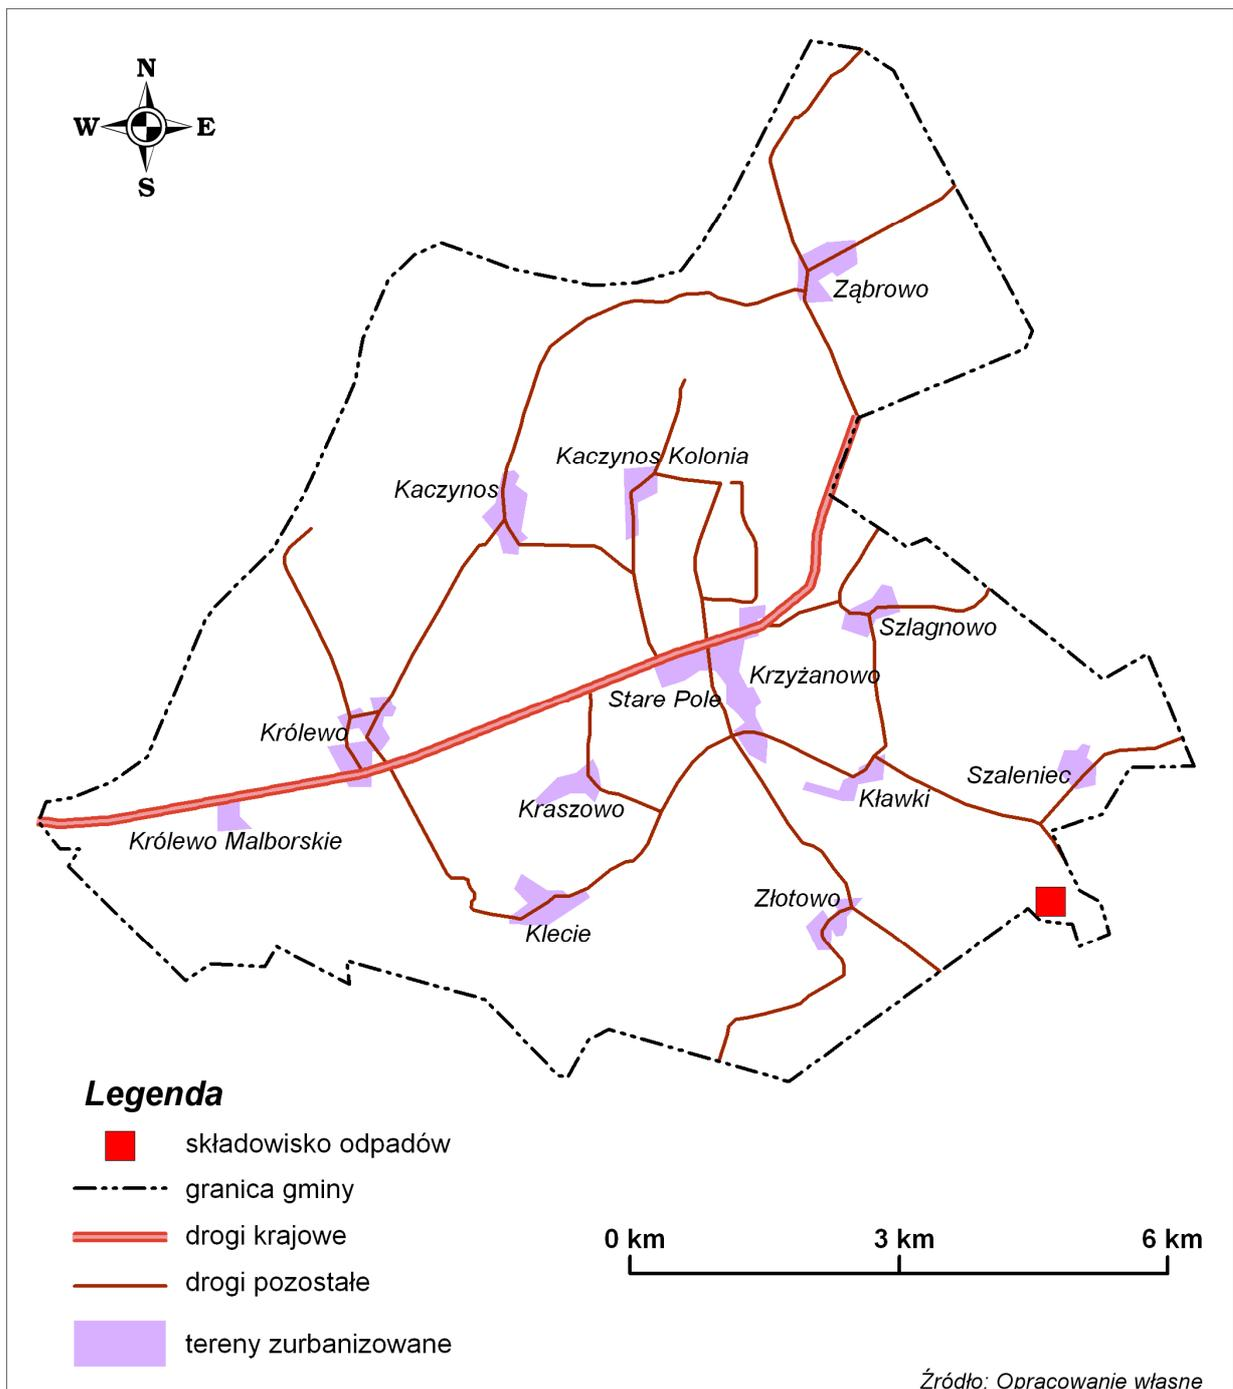 N
W E
S
Ząbrowo
Kaczynos Kolonia
Kaczynos
Szlagnowo
Krzyżanowo
Stare Pole
Królewo
Szaleniec
Kławki
Kraszowo
Królewo Malborskie
Złotowo
Klecie
Legenda
składowisko odpadów
granica gminy
drogi krajowe
drogi pozostałe
tereny zurbanizowane
0 km 3 km 6 km
Źródło: Opracowanie własne